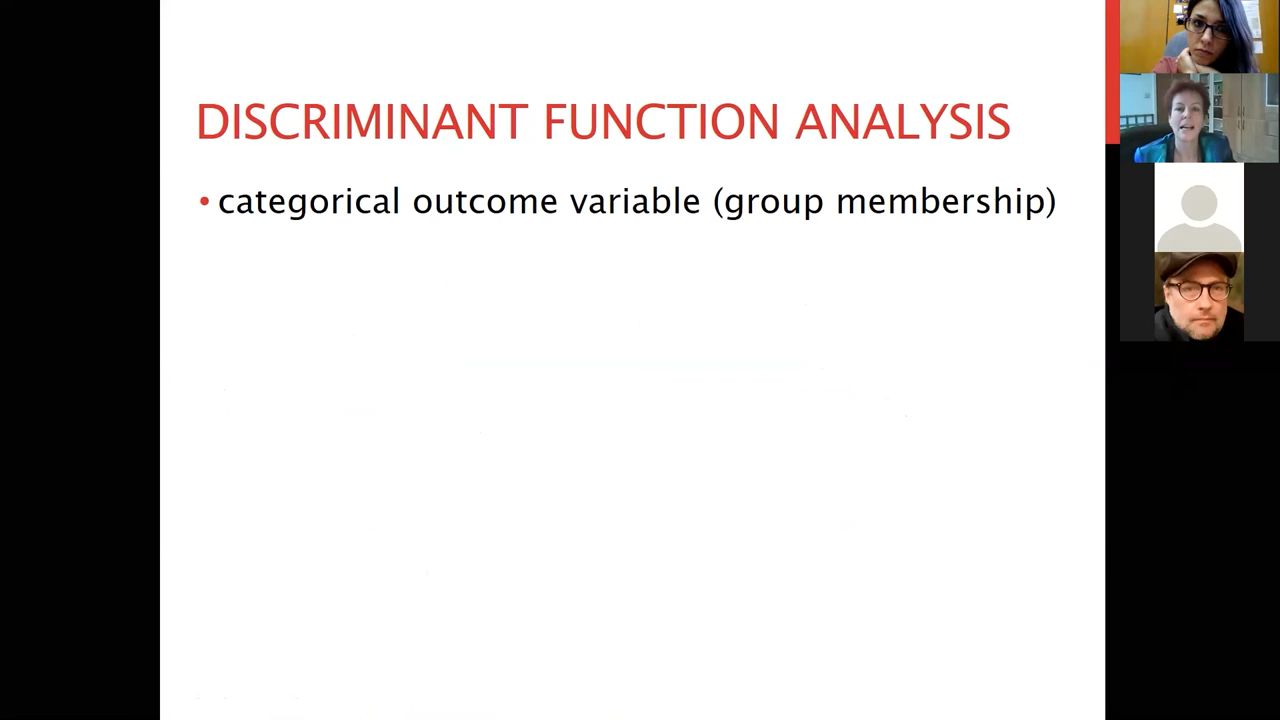 DISCRIMINANT FUNCTION ANALYSIS
• categorical outcome variable (group membership)